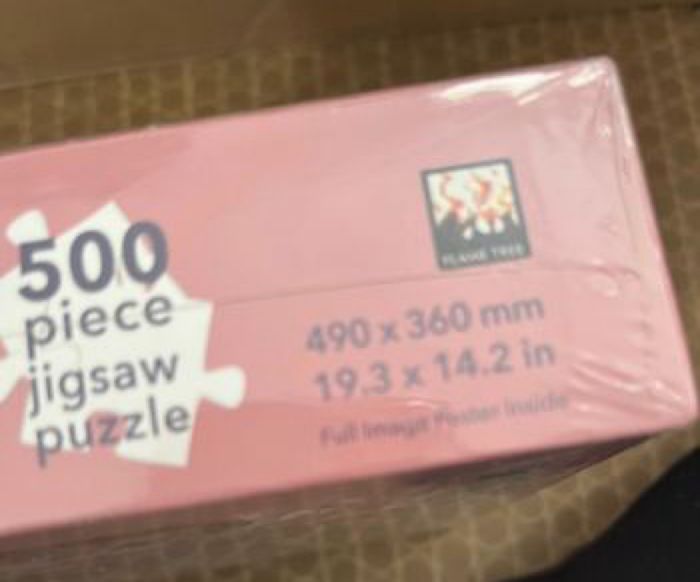 500
piece
jigsaw
puzzle
FLAME TREE
490 x 360 mm
19.3 x 14.2 in
Full Image Poster Inside